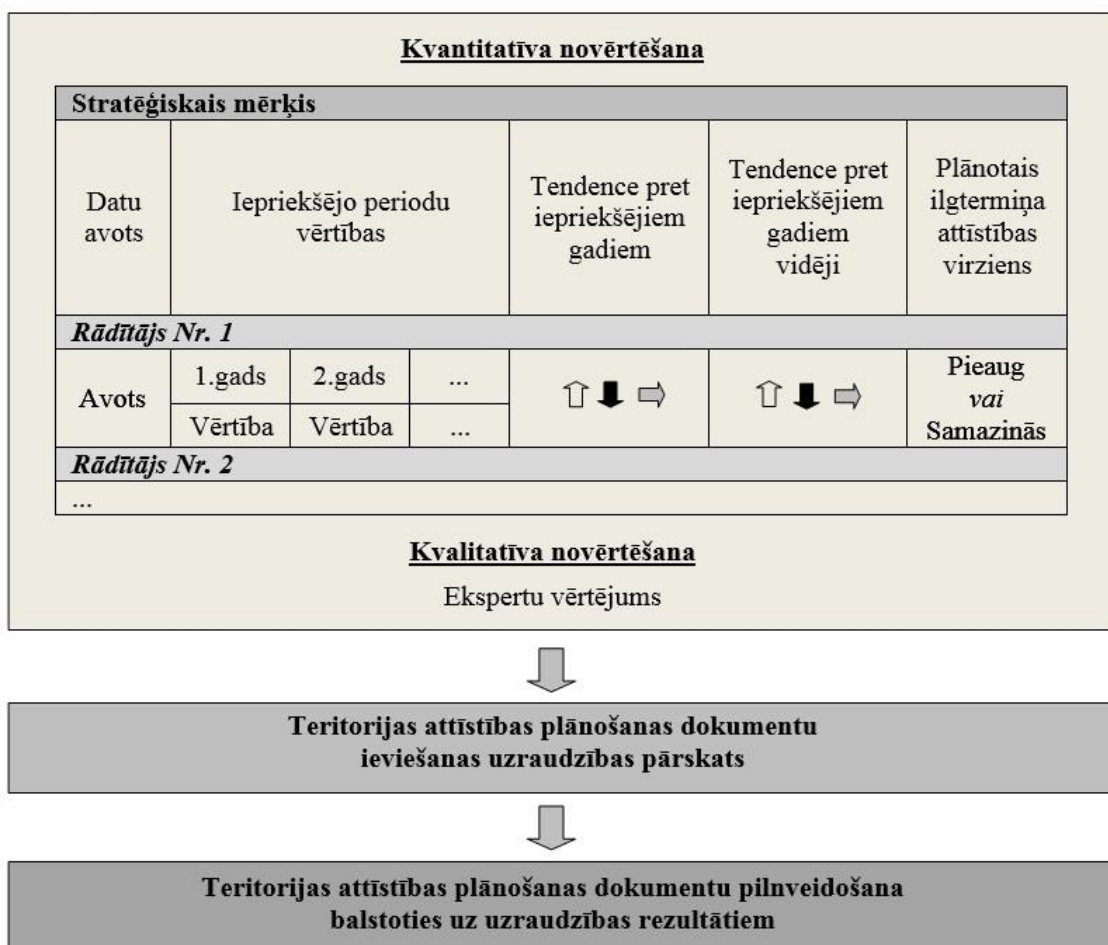 Kvantitatīva novērtēšana
Stratēģiskais mērķis
Datu
avots
Iepriekšējo periodu
vērtības
Tendence pret
iepriekšējiem
gadiem
Tendence pret
iepriekšējiem
gadiem
vidēji
Plānotais
ilgtermiņa
attīstības
virziens
Rādītājs Nr. 1
Avots
1.gads
2.gads
...
Vērtība
Vērtība
...
Pieaug
vai
Samazinās
Rādītājs Nr. 2
...
Kvalitatīva novērtēšana
Ekspertu vērtējums
Teritorijas attīstības plānošanas dokumentu
ieviešanas uzraudzības pārskats
Teritorijas attīstības plānošanas dokumentu pilnveidošana
balstoties uz uzraudzības rezultātiem